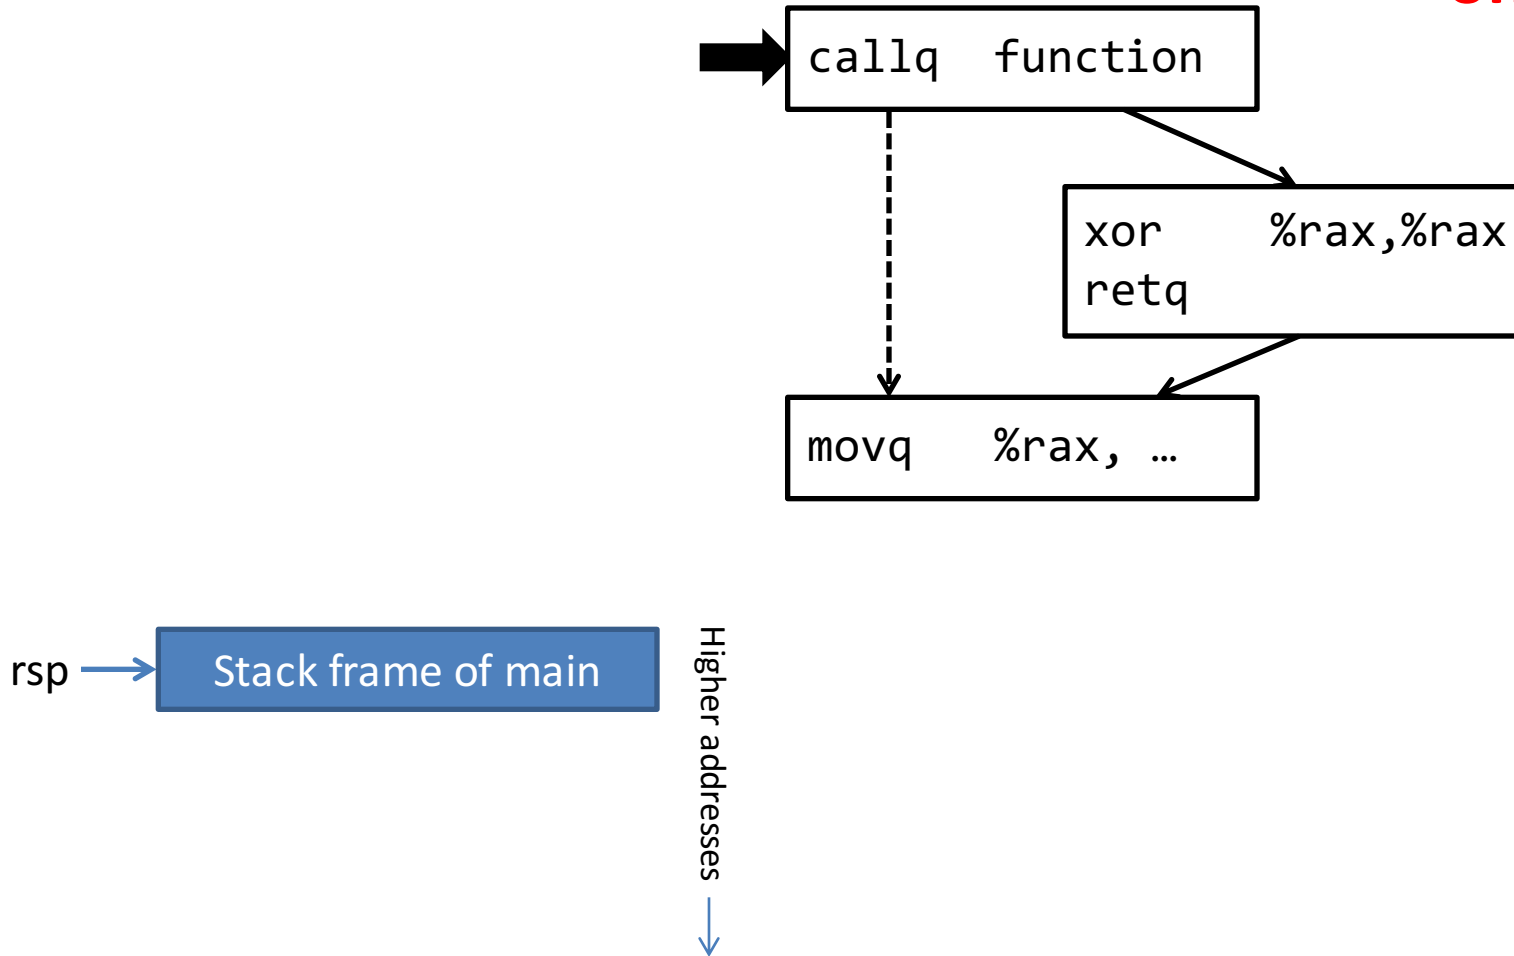 callq function
xor %rax,%rax
retq
movq %rax, …
rsp
Stack frame of main
Higher addresses